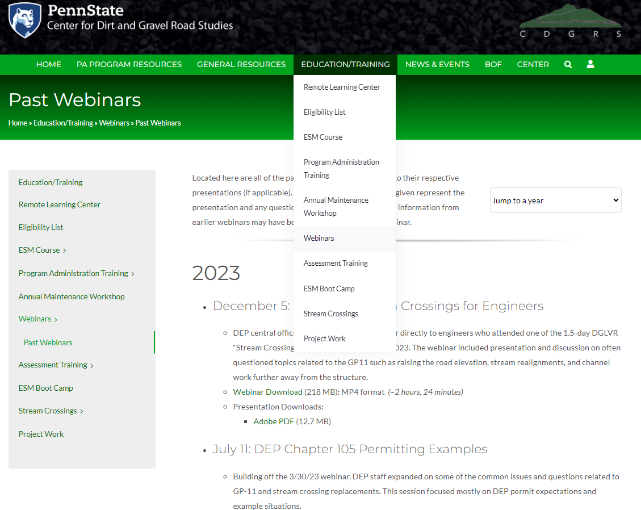 PennState
Center for Dirt and Gravel Road Studies
C D G R S
HOME PA PROGRAM RESOURCES GENERAL RESOURCES EDUCATION/TRAINING NEWS & EVENTS BOF CENTER
Past Webinars
Home » Education/Training » Webinars » Past Webinars
Remote Learning Center
Eligibility List
ESM Course
Program Administration
Training
Annual Maintenance
Workshop
Webinars
Assessment Training
ESM Boot Camp
Stream Crossings
Project Work
Education/Training
Remote Learning Center
Eligibility List
ESM Course >
Program Administration Training >
Annual Maintenance Workshop
Webinars >
Past Webinars
Assessment Training >
ESM Boot Camp
Stream Crossings >
Project Work
Located here are all of the pa to their respective
presentations (if applicable). given represent the
presentation and any questio Information from
earlier webinars may have be inar.
Jump to a year
2023
• December 5: Crossings for Engineers
DEP central offic r directly to engineers who attended one of the 1.5-day DGLVR
"Stream Crossing 2023. The webinar included presentation and discussion on often
questioned topics related to the GP11 such as raising the road elevation, stream realignments, and channel
work further away from the structure.
Webinar Download (218 MB): MP4 format (~2 hours, 24 minutes)
Presentation Downloads:
Adobe PDF (12.7 MB)
• July 11: DEP Chapter 105 Permitting Examples
Building off the 3/30/23 webinar, DEP staff expanded on some of the common issues and questions related to
GP-11 and stream crossing replacements. This session focused mostly on DEP permit expectations and
example situations.